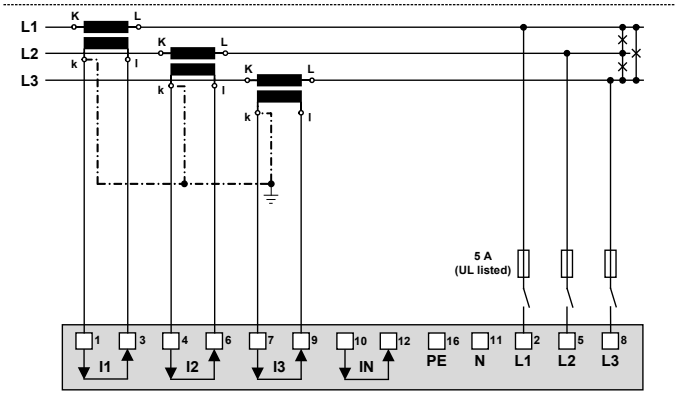 K L
L1
K L
L2
k l
K L
L3
k l
k l
5 A
(UL listed)
1 3 4 6 7 9 10 12 16 11 2 5 8
I1 I2 I3 IN PE N L1 L2 L3